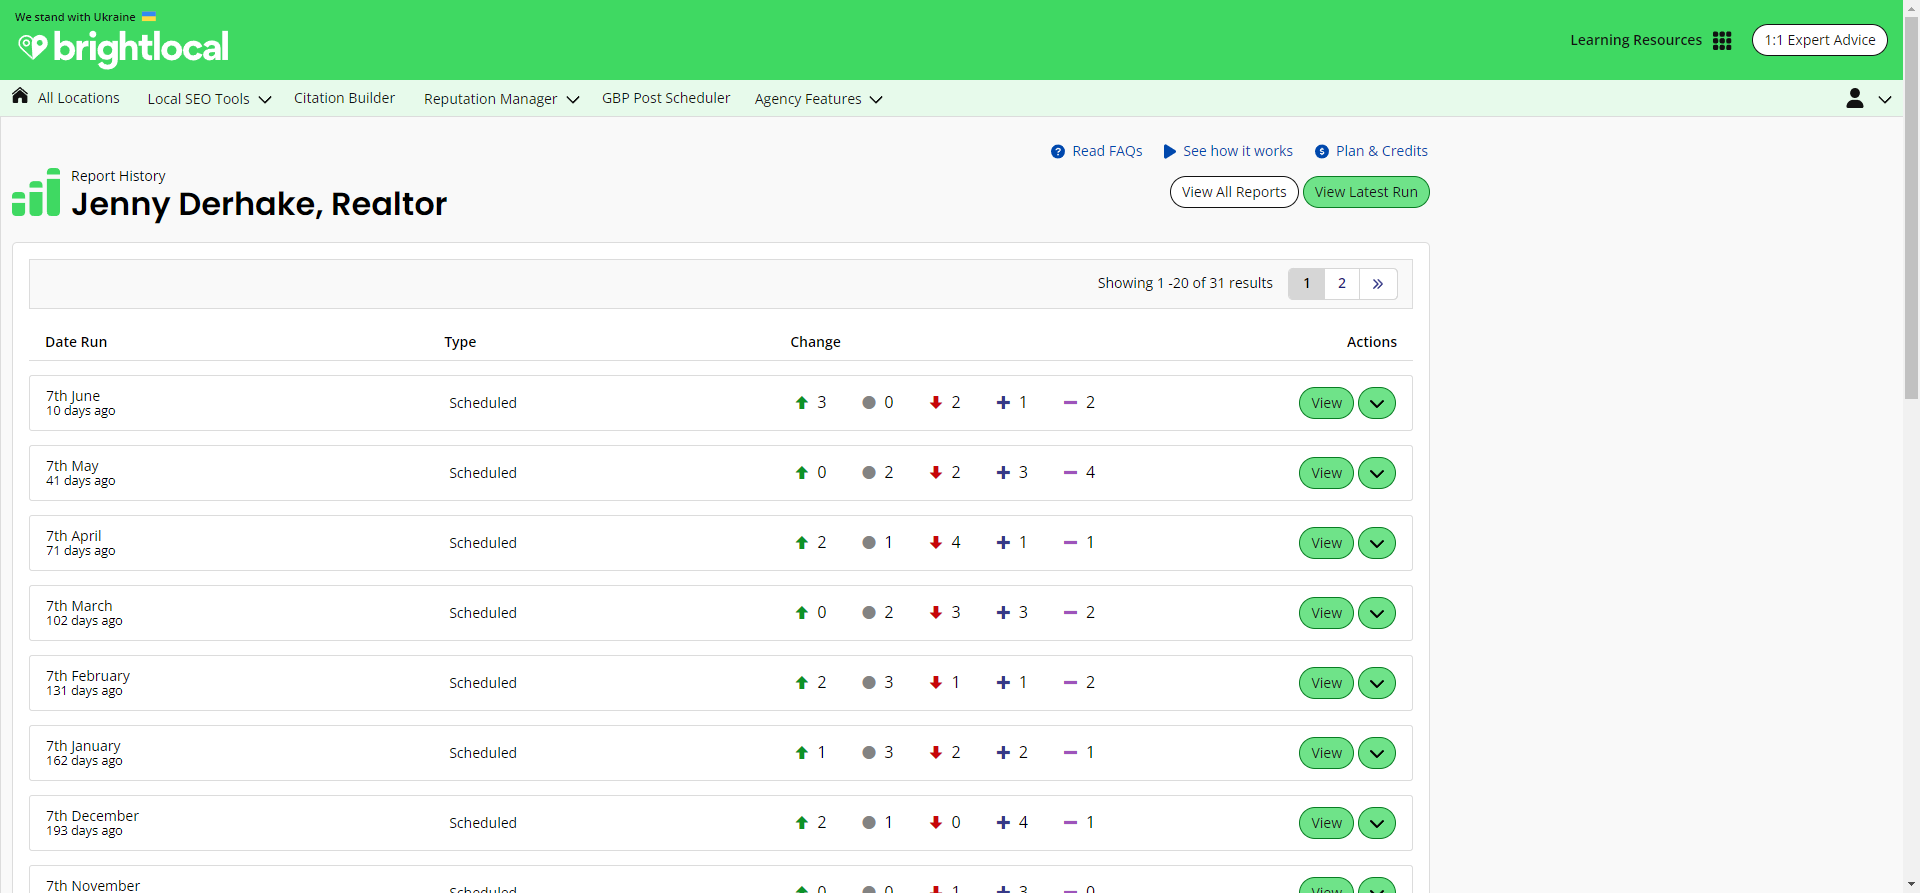 We stand with Ukraine
brightlocal
Learning Resources
1:1 Expert Advice
All Locations
Local SEO Tools
Citation Builder
Reputation Manager
GBP Post Scheduler
Agency Features
Read FAQs
See how it works
Plan & Credits
Report History
Jenny Derhake, Realtor
View All Reports
View Latest Run
Showing 1 -20 of 31 results
1 2 »
Date Run Type Change Actions
7th June
10 days ago
Scheduled 3 0 2 1 2 View
7th May
41 days ago
Scheduled 0 2 2 3 4 View
7th April
71 days ago
Scheduled 2 1 4 1 1 View
7th March
102 days ago
Scheduled 0 2 3 3 2 View
7th February
131 days ago
Scheduled 2 3 1 1 2 View
7th January
162 days ago
Scheduled 1 3 2 2 1 View
7th December
193 days ago
Scheduled 2 1 0 4 1 View
7th November
Scheduled 0 0 1 3 0 View